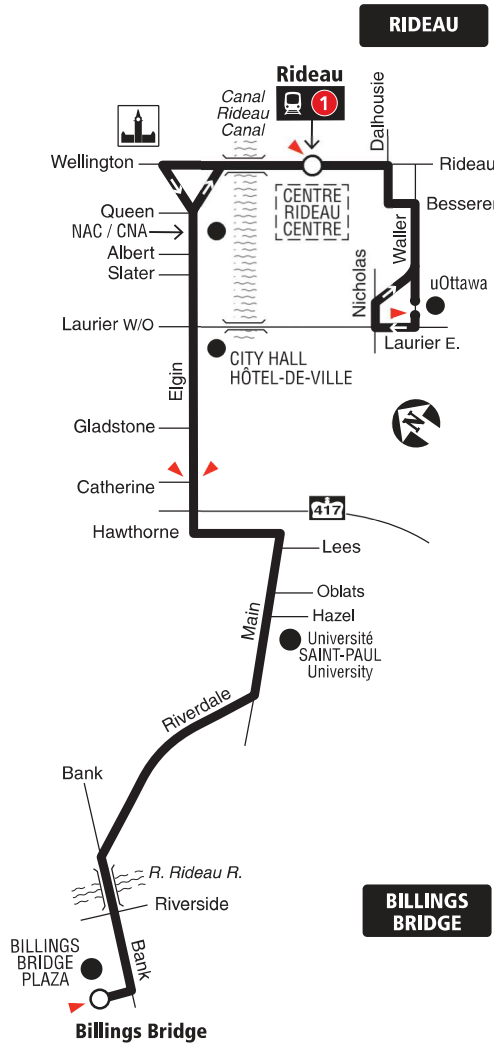 RIDEAU
Rideau
1
Canal
Rideau
Canal
Dalhousie
Wellington
Rideau
CENTRE
RIDEAU
CENTRE
Besserer
Queen
NAC / CNA
Waller
Albert
Slater
Nicholas
uOttawa
Laurier W/O
Laurier E.
CITY HALL
HÔTEL-DE-VILLE
Elgin
N
Gladstone
Catherine
417
Hawthorne
Lees
Oblats
Main
Hazel
Université
SAINT-PAUL
University
Riverdale
Bank
R. Rideau R.
Riverside
BILLINGS
BRIDGE
BILLINGS
BRIDGE
PLAZA
Bank
Billings Bridge